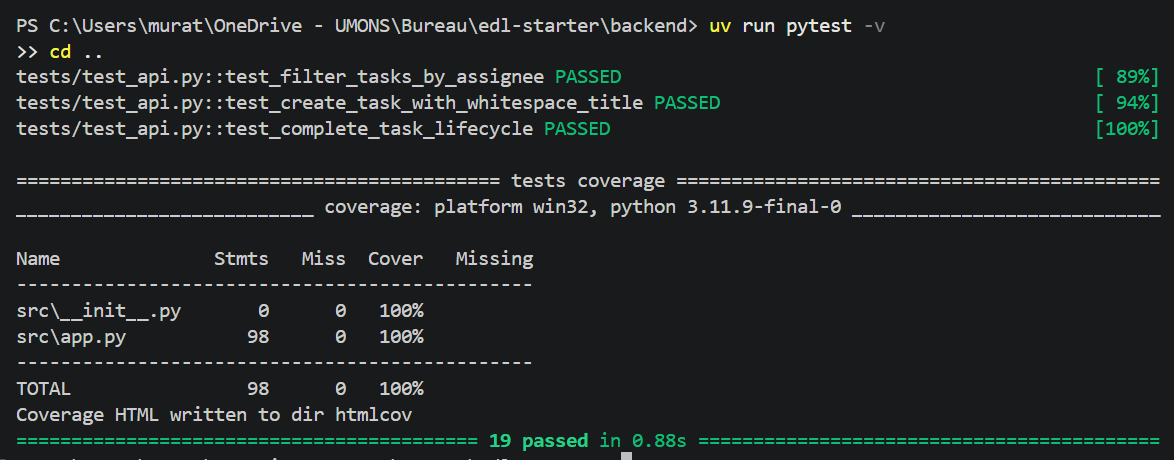 PS C:\Users\murat\OneDrive - UMONS\Bureau\edl-starter\backend> uv run pytest -v
>> cd ..
tests/test_api.py::test_filter_tasks_by_assignee PASSED [ 89%]
tests/test_api.py::test_create_task_with_whitespace_title PASSED [ 94%]
tests/test_api.py::test_complete_task_lifecycle PASSED [100%]
============================================ tests coverage ============================================
___________________________ coverage: platform win32, python 3.11.9-final-0 ____________________________
Name Stmts Miss Cover Missing
-----------------------------------------------
src\__init__.py 0 0 100%
src\app.py 98 0 100%
-----------------------------------------------
TOTAL 98 0 100%
Coverage HTML written to dir htmlcov
========================================== 19 passed in 0.88s ==========================================